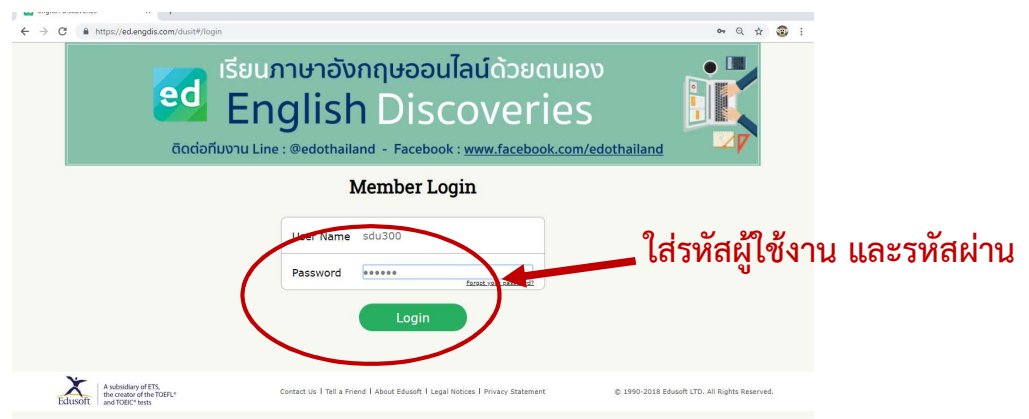 https://ed.engdis.com/dusit#/login
ed
เรียนภาษาอังกฤษออนไลน์ด้วยตนเอง
English Discoveries
ติดต่อทีมงาน Line : @edothailand - Facebook : www.facebook.com/edothailand
Member Login
User Name sdu300
Password ••••••
Forgot your password?
Login
ใส่รหัสผู้ใช้งาน และรหัสผ่าน
Edusoft
A subsidiary of ETS,
the creator of the TOEFL®
and TOEIC® tests
Contact Us | Tell a Friend | About Edusoft | Legal Notices | Privacy Statement
© 1990-2018 Edusoft LTD. All Rights Reserved.